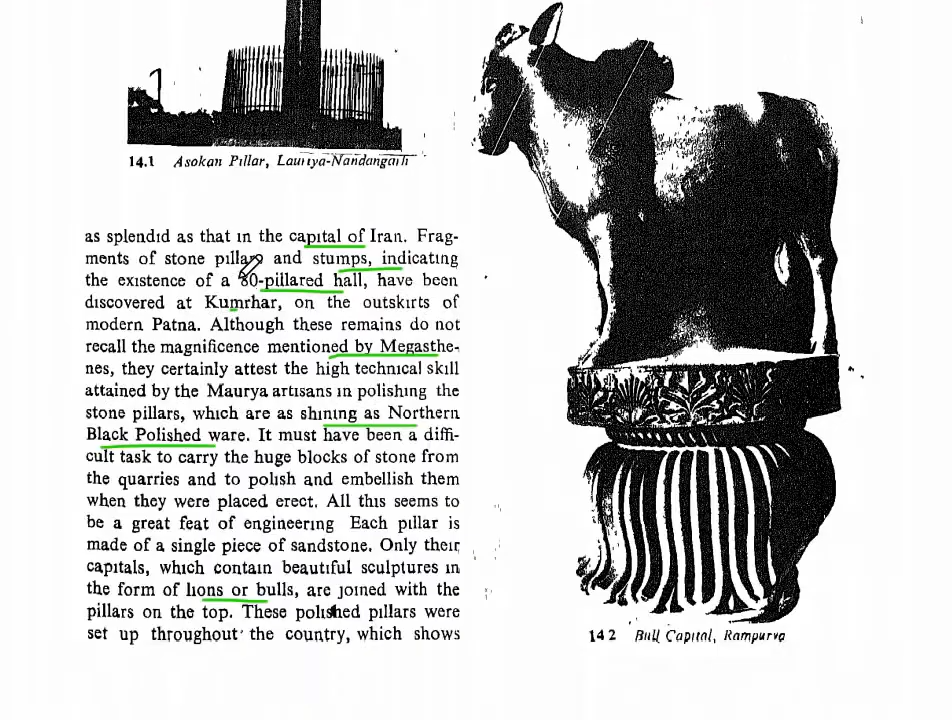 14.1 Asokan Pillar, Lauriya-Nandangarh
as splendid as that in the capital of Iran. Frag-
ments of stone pillars and stumps, indicating
the existence of a 80-pillared hall, have been
discovered at Kumrhar, on the outskirts of
modern Patna. Although these remains do not
recall the magnificence mentioned by Megasthe-
nes, they certainly attest the high technical skill
attained by the Maurya artisans in polishing the
stone pillars, which are as shining as Northern
Black Polished ware. It must have been a diffi-
cult task to carry the huge blocks of stone from
the quarries and to polish and embellish them
when they were placed erect. All this seems to
be a great feat of engineering Each pillar is
made of a single piece of sandstone. Only their
capitals, which contain beautiful sculptures in
the form of lions or bulls, are joined with the
pillars on the top. These polished pillars were
set up throughout the country, which shows
14 2 Bull Capital, Rampurva